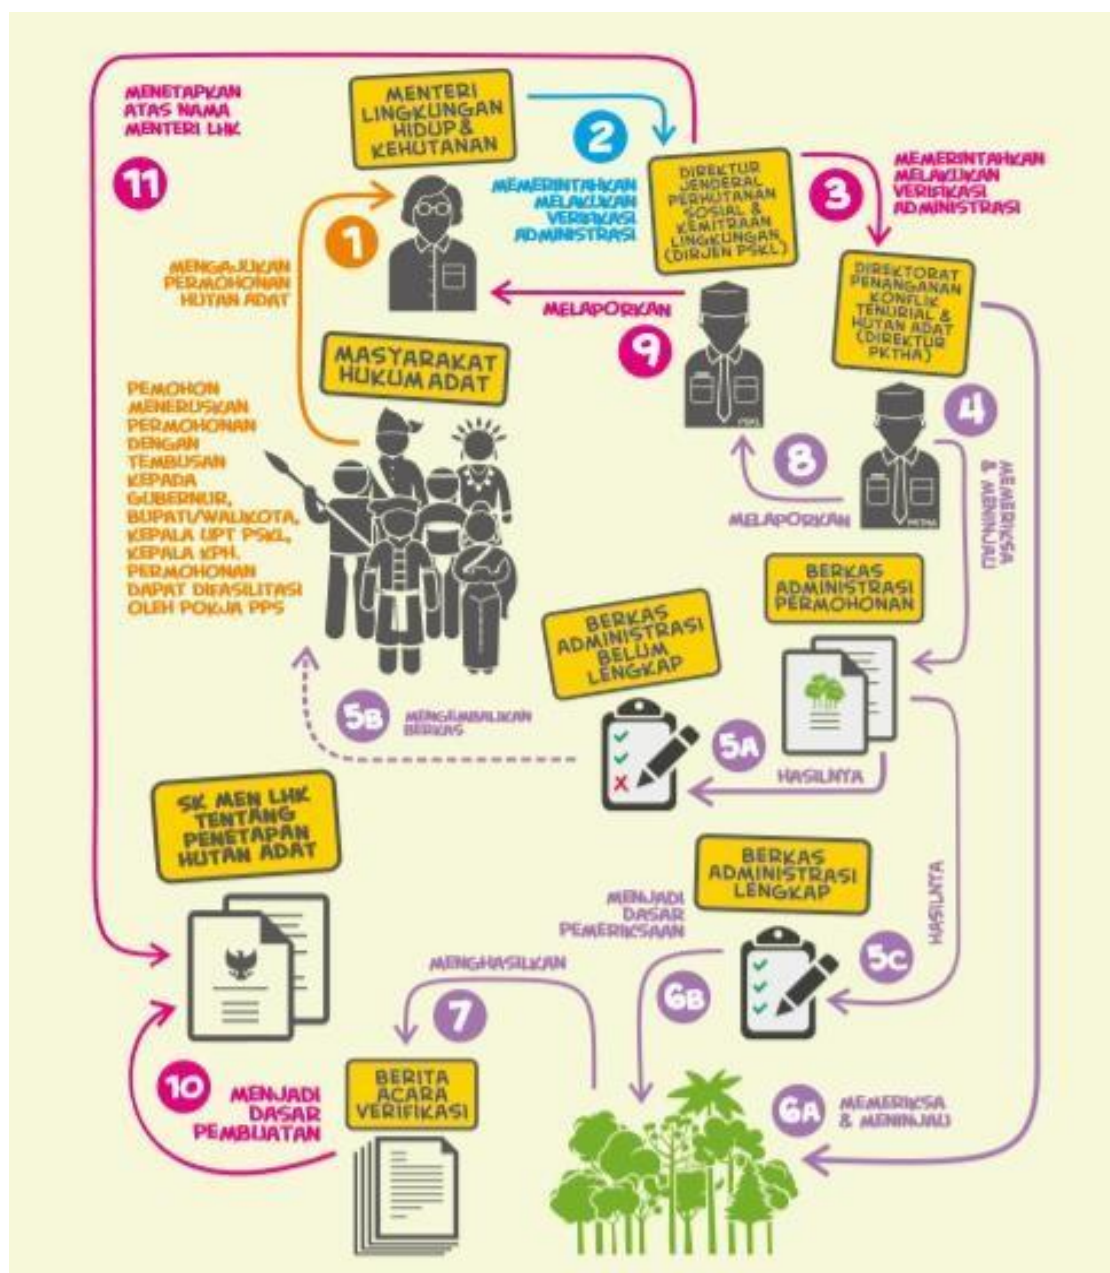 MENETAPKAN
ATAS NAMA
MENTERI LHK
11
MENTERI
LINGKUNGAN
HIDUP &
KEHUTANAN
2
MEMERINTAHKAN
MELAKUKAN
VERIFIKASI
ADMINISTRASI
DIREKTUR
JENDERAL
PERHUTANAN
SOSIAL &
KEMITRAAN
LINGKUNGAN
(DIRJEN PSKL)
3
MEMERINTAHKAN
MELAKUKAN
VERIFIKASI
ADMINISTRASI
1
MENGAJUKAN
PERMOHONAN
HUTAN ADAT
DIREKTORAT
PENANGANAN
KONFLIK
TENURIAL &
HUTAN ADAT
(DIREKTUR
PKTHA)
MELAPORKAN
9
PSKL
MASYARAKAT
HUKUM ADAT
PEMOHON
MENERUSKAN
PERMOHONAN
DENGAN
TEMBUSAN
KEPADA
GUBERNUR,
BUPATI/WALIKOTA,
KEPALA UPT PSKL,
KEPALA KPH.
PERMOHONAN
DAPAT DIFASILITASI
OLEH POKJA PPS
4
MEMERIKSA
& MENINJAU
8
MELAPORKAN
PKTHA
BERKAS
ADMINISTRASI
PERMOHONAN
BERKAS
ADMINISTRASI
BELUM
LENGKAP
5B
MENGEMBALIKAN
BERKAS
5A
HASILNYA
SK MEN LHK
TENTANG
PENETAPAN
HUTAN ADAT
BERKAS
ADMINISTRASI
LENGKAP
HASILNYA
MENJADI
DASAR
PEMERIKSAAN
5C
MENGHASILKAN
6B
7
10
MENJADI
DASAR
PEMBUATAN
BERITA
ACARA
VERIFIKASI
6A
MEMERIKSA
& MENINJAU